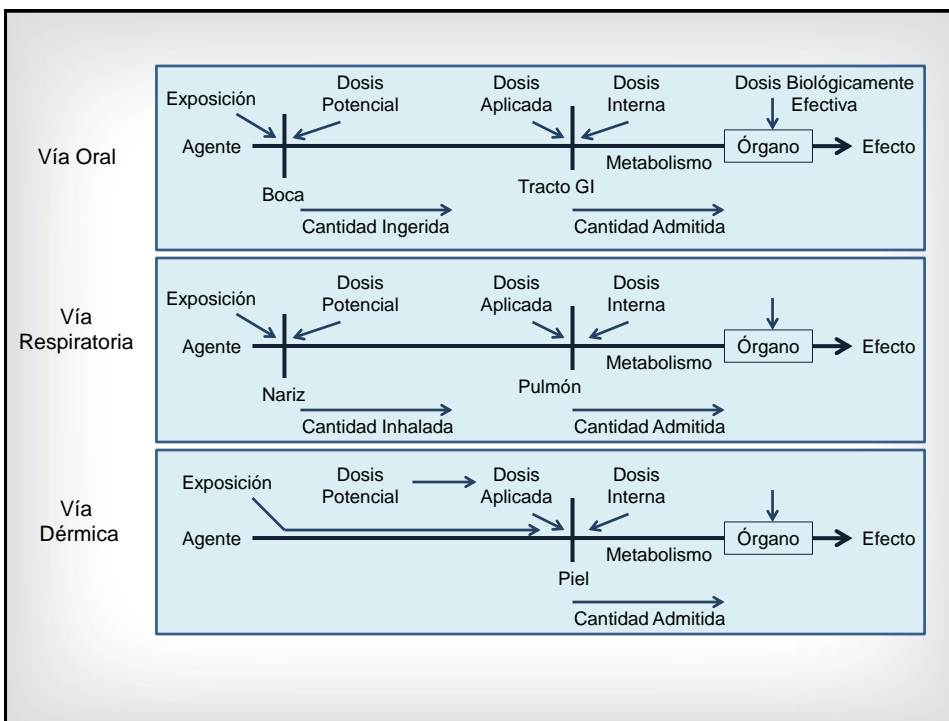 Vía Oral
Exposición
Dosis
Potencial
Dosis
Aplicada
Dosis
Interna
Dosis Biológicamente
Efectiva
Agente
Metabolismo
Órgano
Efecto
Boca
Tracto GI
Cantidad Ingerida
Cantidad Admitida
Vía
Respiratoria
Exposición
Dosis
Potencial
Dosis
Aplicada
Dosis
Interna
Agente
Metabolismo
Órgano
Efecto
Nariz
Pulmón
Cantidad Inhalada
Cantidad Admitida
Vía
Dérmica
Exposición
Dosis
Potencial
Dosis
Aplicada
Dosis
Interna
Agente
Metabolismo
Órgano
Efecto
Piel
Cantidad Admitida